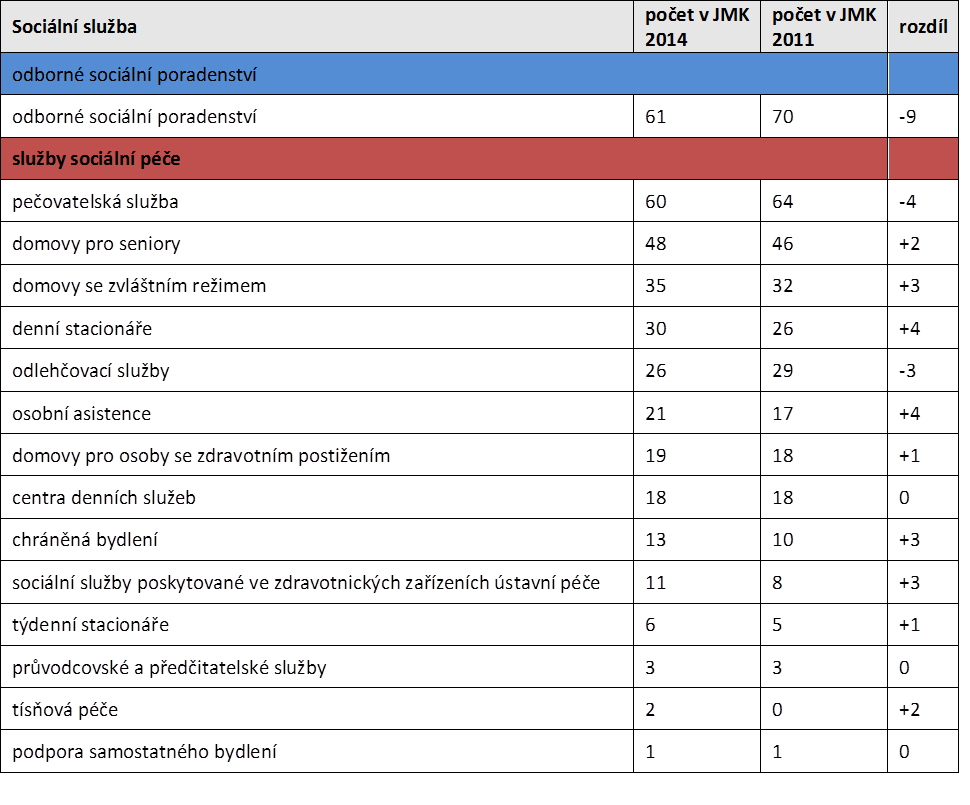 Sociální služba počet v JMK 2014 počet v JMK 2011 rozdíl
odborné sociální poradenství
odborné sociální poradenství 61 70 -9
služby sociální péče
pečovatelská služba 60 64 -4
domovy pro seniory 48 46 +2
domovy se zvláštním režimem 35 32 +3
denní stacionáře 30 26 +4
odlehčovací služby 26 29 -3
osobní asistence 21 17 +4
domovy pro osoby se zdravotním postižením 19 18 +1
centra denních služeb 18 18 0
chráněná bydlení 13 10 +3
sociální služby poskytované ve zdravotnických zařízeních ústavní péče 11 8 +3
týdenní stacionáře 6 5 +1
průvodcovské a předčitatelské služby 3 3 0
tísňová péče 2 0 +2
podpora samostatného bydlení 1 1 0